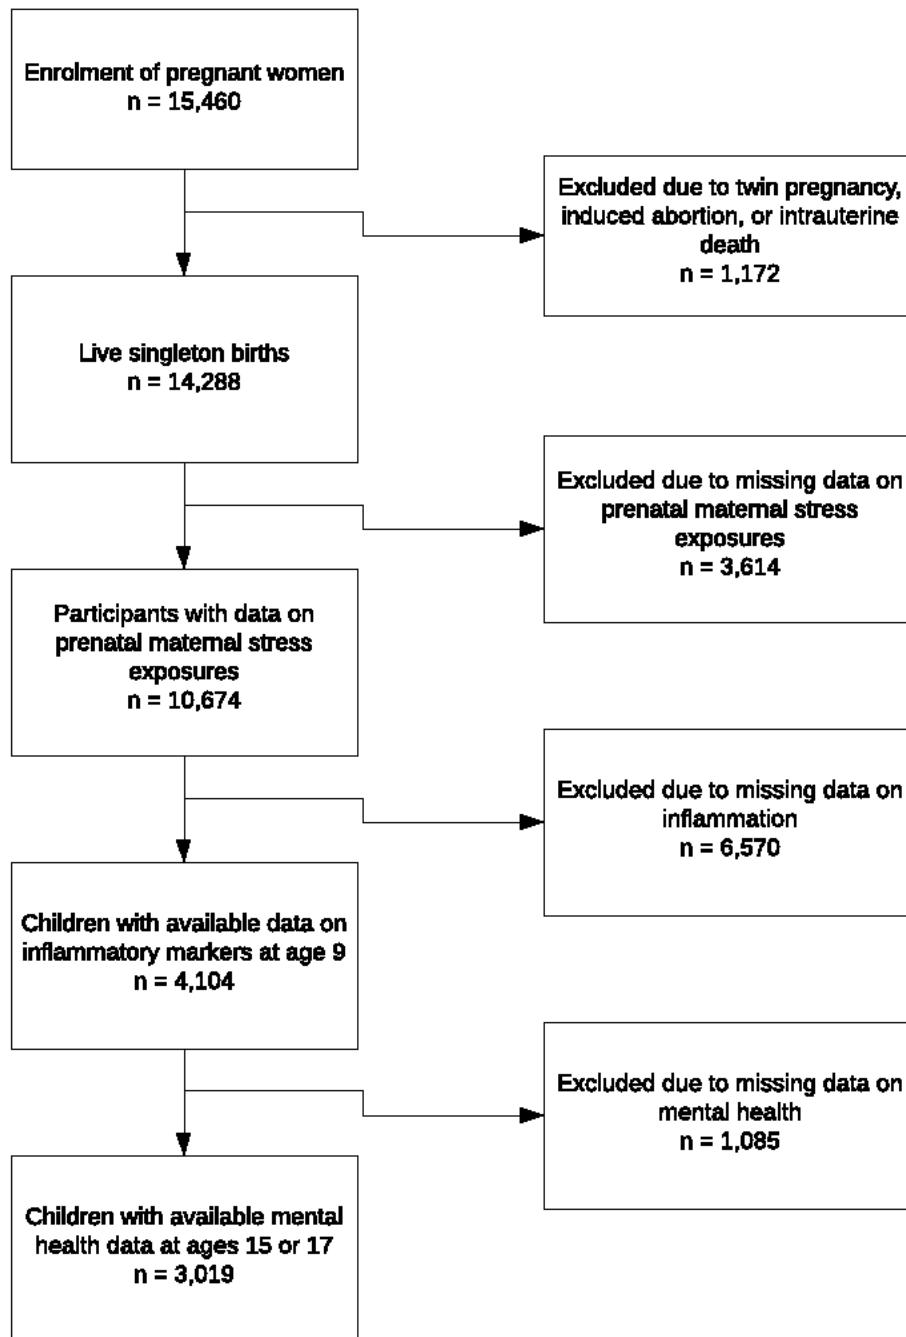 Enrolment of pregnant women
n = 15,460
Excluded due to twin pregnancy,
induced abortion, or intrauterine
death
n = 1,172
Live singleton births
n = 14,288
Excluded due to missing data on
prenatal maternal stress
exposures
n = 3,614
Participants with data on
prenatal maternal stress
exposures
n = 10,674
Excluded due to missing data on
inflammation
n = 6,570
Children with available data on
inflammatory markers at age 9
n = 4,104
Excluded due to missing data on
mental health
n = 1,085
Children with available mental
health data at ages 15 or 17
n = 3,019